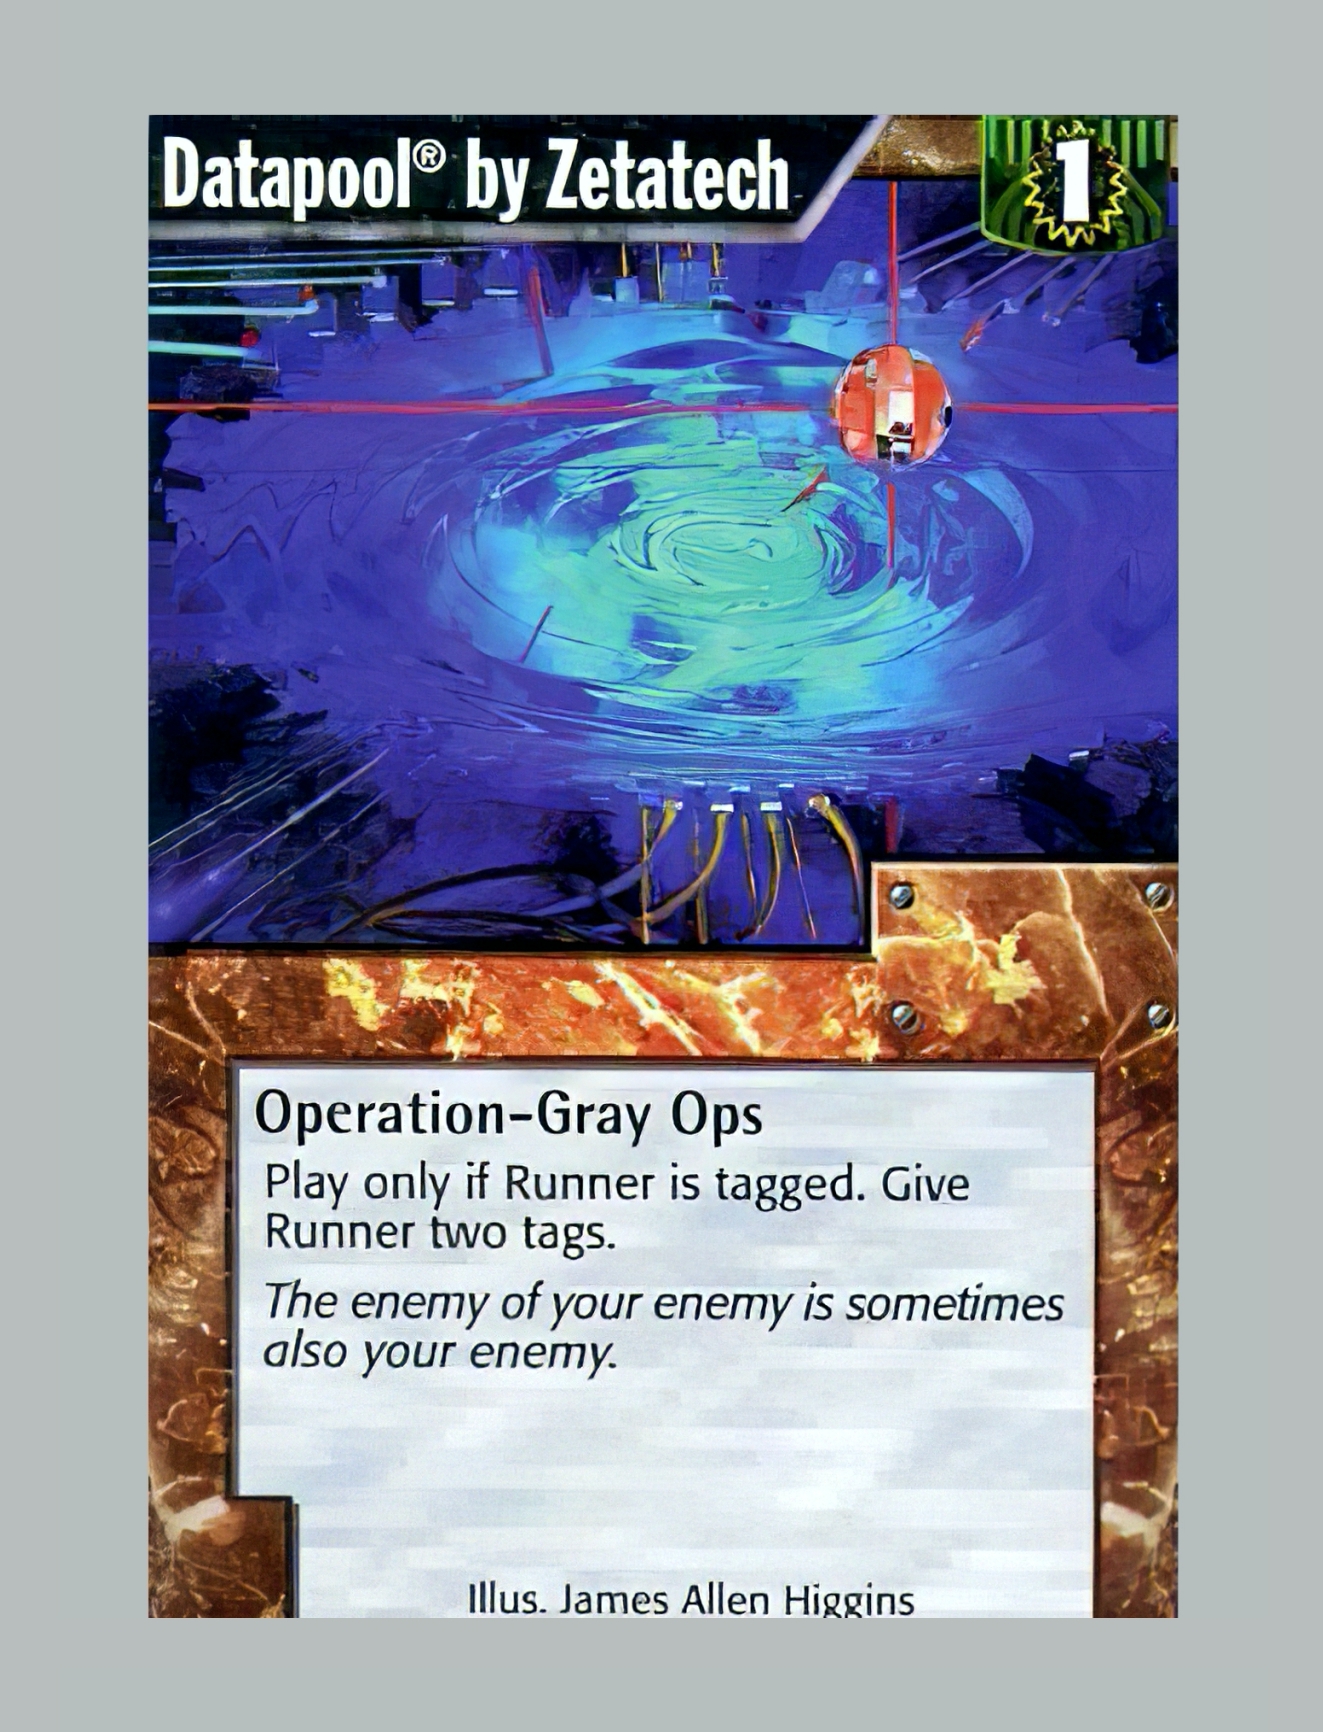 Datapool® by Zetatech
1
Operation-Gray Ops
Play only if Runner is tagged. Give
Runner two tags.
The enemy of your enemy is sometimes
also your enemy.
Illus. James Allen Higgins